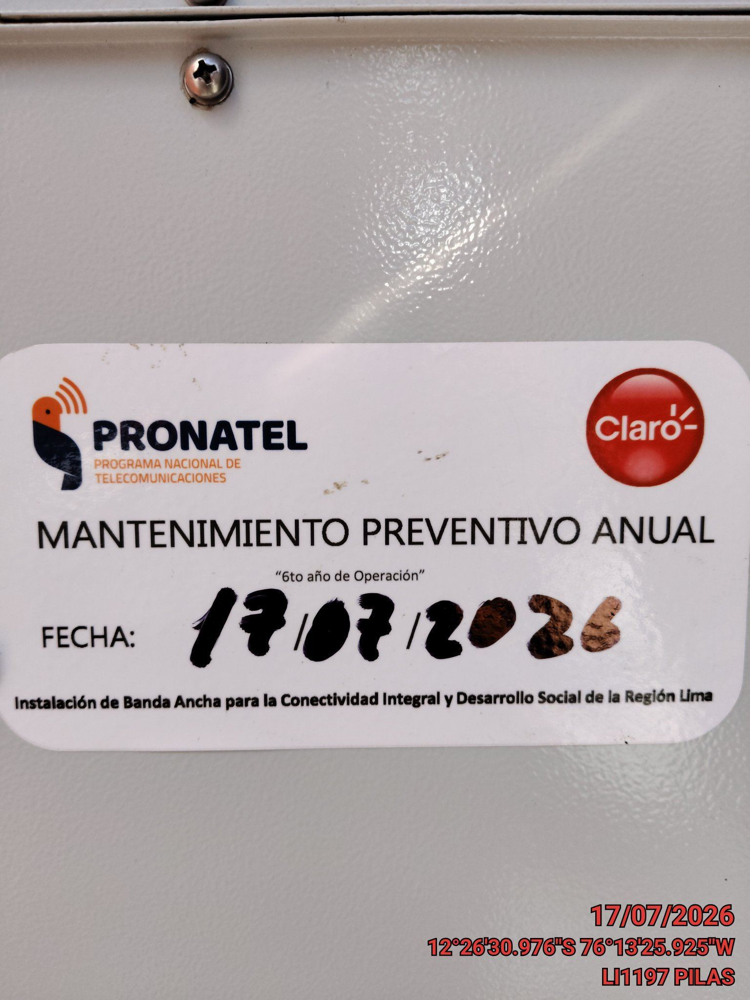 PRONATEL
PROGRAMA NACIONAL DE
TELECOMUNICACIONES
Claro
MANTENIMIENTO PREVENTIVO ANUAL
“6to año de Operación”
FECHA: 17/07/2026
Instalación de Banda Ancha para la Conectividad Integral y Desarrollo Social de la Región Lima
17/07/2026
12°26'30.976"S 76°13'25.925"W
LI1197 PILAS